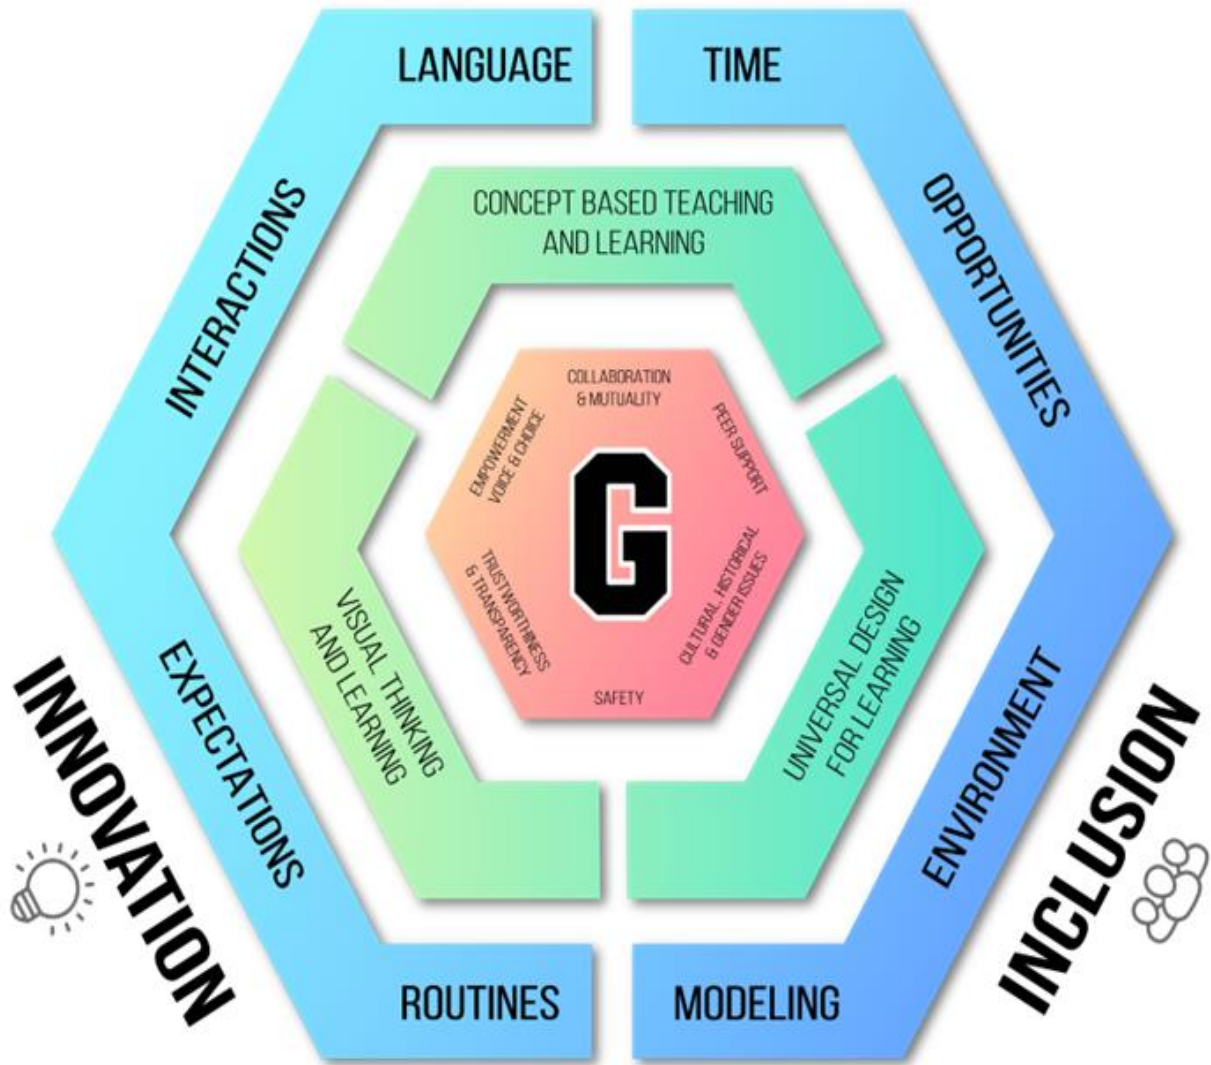 LANGUAGE
TIME
INTERACTIONS
OPPORTUNITIES
CONCEPT BASED TEACHING
AND LEARNING
COLLABORATION
& MUTUALITY
EMPOWERMENT
VOICE & CHOICE
PEER SUPPORT
G
TRUSTWORTHINESS
& TRANSPARENCY
CULTURAL, HISTORICAL
& GENDER ISSUES
SAFETY
VISUAL THINKING
AND LEARNING
UNIVERSAL DESIGN
FOR LEARNING
EXPECTATIONS
ENVIRONMENT
INNOVATION
INCLUSION
ROUTINES
MODELING